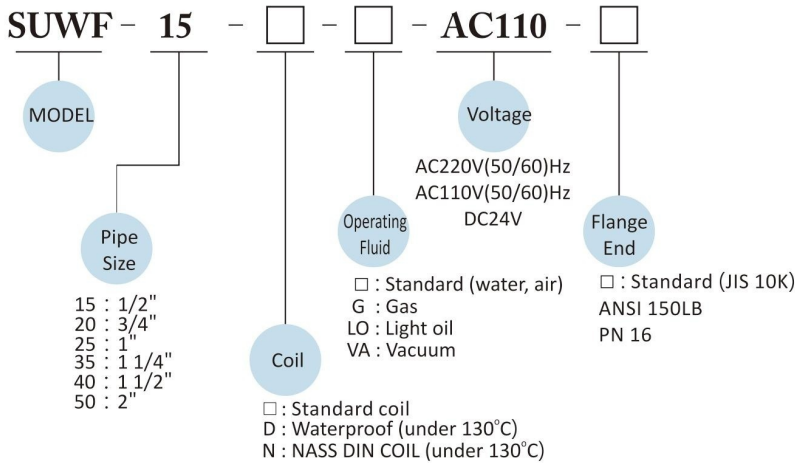 SUWF - 15 - □ - □ - AC110 - □
MODEL
Voltage
AC220V(50/60)Hz
AC110V(50/60)Hz
DC24V
Pipe
Size
15 : 1/2"
20 : 3/4"
25 : 1"
35 : 1 1/4"
40 : 1 1/2"
50 : 2"
Operating
Fluid
□ : Standard (water, air)
G : Gas
LO : Light oil
VA : Vacuum
Flange
End
□ : Standard (JIS 10K)
ANSI 150LB
PN 16
Coil
□ : Standard coil
D : Waterproof (under 130°C)
N : NASS DIN COIL (under 130°C)